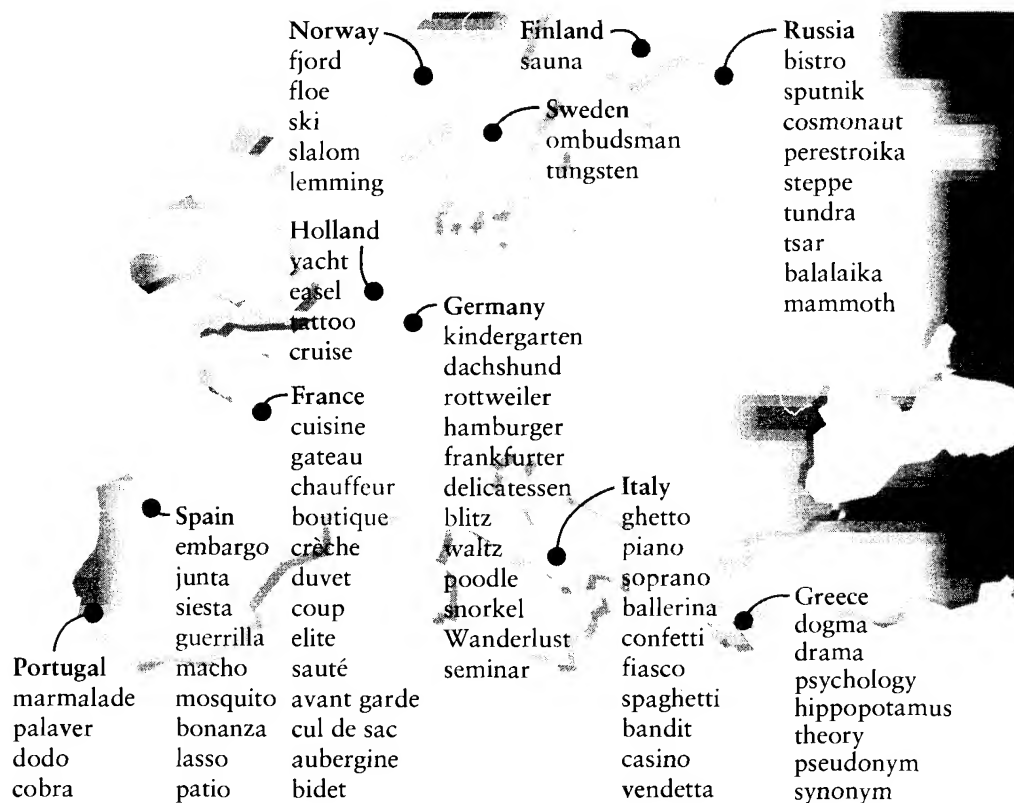 Norway
fjord
floe
ski
slalom
lemming
Finland
sauna
Sweden
ombudsman
tungsten
Russia
bistro
sputnik
cosmonaut
perestroika
steppe
tundra
tsar
balalaika
mammoth
Holland
yacht
easel
tattoo
cruise
Germany
kindergarten
dachshund
rottweiler
hamburger
frankfurter
delicatessen
blitz
waltz
poodle
snorkel
Wanderlust
seminar
France
cuisine
gateau
chauffeur
boutique
crèche
duvet
coup
elite
sauté
avant garde
cul de sac
aubergine
bidet
Spain
embargo
junta
siesta
guerrilla
macho
mosquito
bonanza
lasso
patio
Portugal
marmalade
palaver
dodo
cobra
Italy
ghetto
piano
soprano
ballerina
confetti
fiasco
spaghetti
bandit
casino
vendetta
Greece
dogma
drama
psychology
hippopotamus
theory
pseudonym
synonym